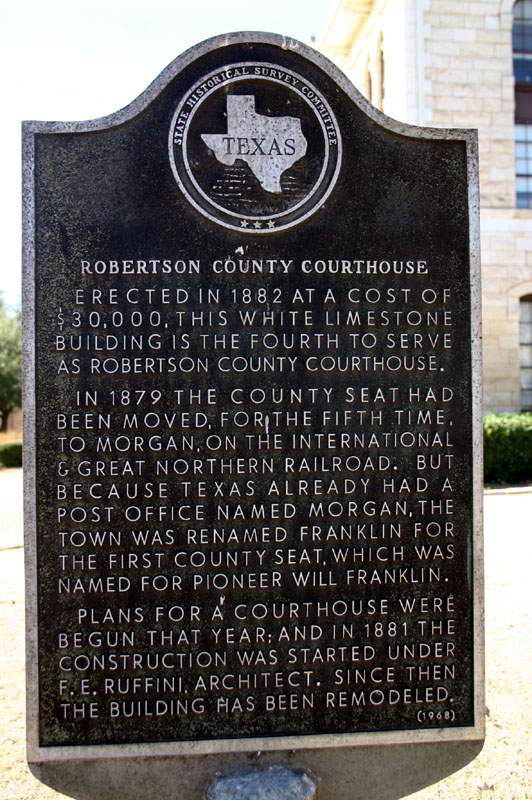 STATE HISTORICAL SURVEY COMMITTEE
TEXAS
ROBERTSON COUNTY COURTHOUSE
ERECTED IN 1882 AT A COST OF
$30,000, THIS WHITE LIMESTONE
BUILDING IS THE FOURTH TO SERVE
AS ROBERTSON COUNTY COURTHOUSE.
IN 1879 THE COUNTY SEAT HAD
BEEN MOVED, FOR THE FIFTH TIME,
TO MORGAN, ON THE INTERNATIONAL
& GREAT NORTHERN RAILROAD. BUT
BECAUSE TEXAS ALREADY HAD A
POST OFFICE NAMED MORGAN, THE
TOWN WAS RENAMED FRANKLIN FOR
THE FIRST COUNTY SEAT, WHICH WAS
NAMED FOR PIONEER WILL FRANKLIN.
PLANS FOR A COURTHOUSE WERE
BEGUN THAT YEAR; AND IN 1881 THE
CONSTRUCTION WAS STARTED UNDER
F. E. RUFFINI, ARCHITECT. SINCE THEN
THE BUILDING HAS BEEN REMODELED.
(1968)